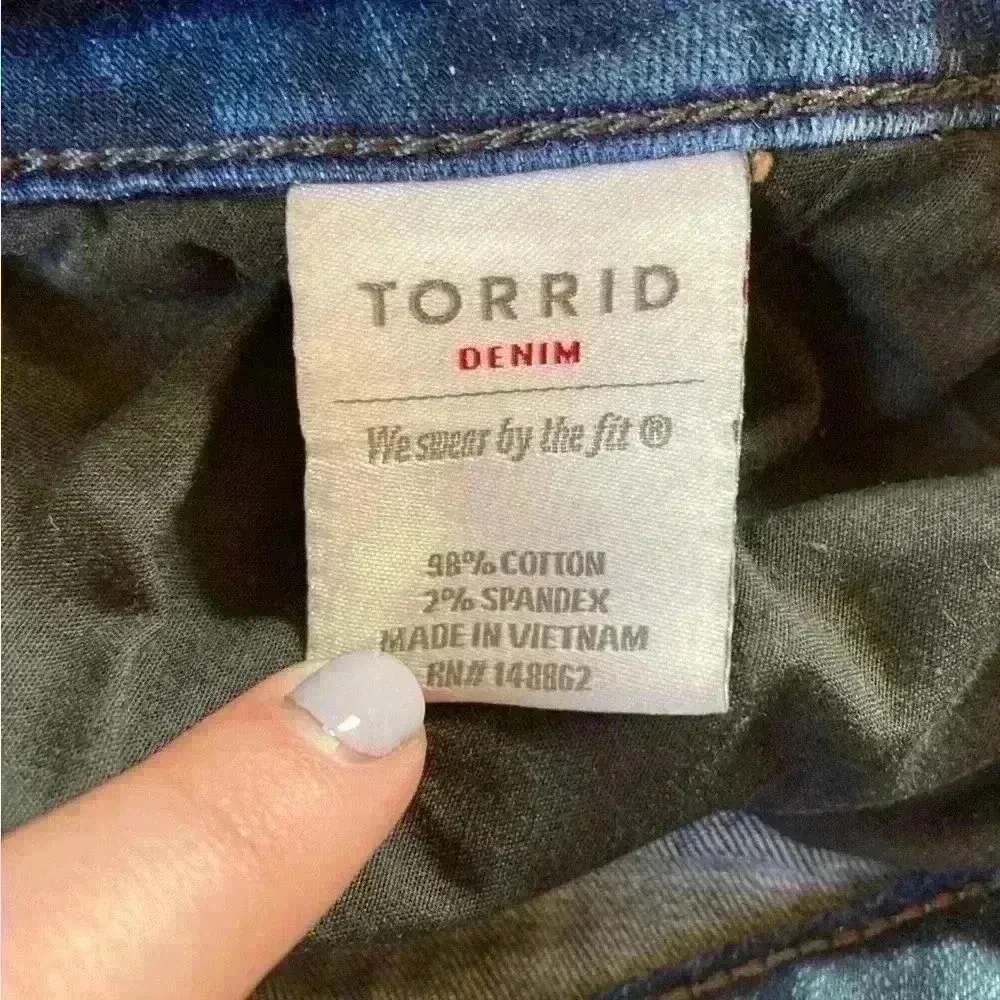 TORRID
DENIM
We swear by the fit ®
98% COTTON
2% SPANDEX
MADE IN VIETNAM
RN# 148862